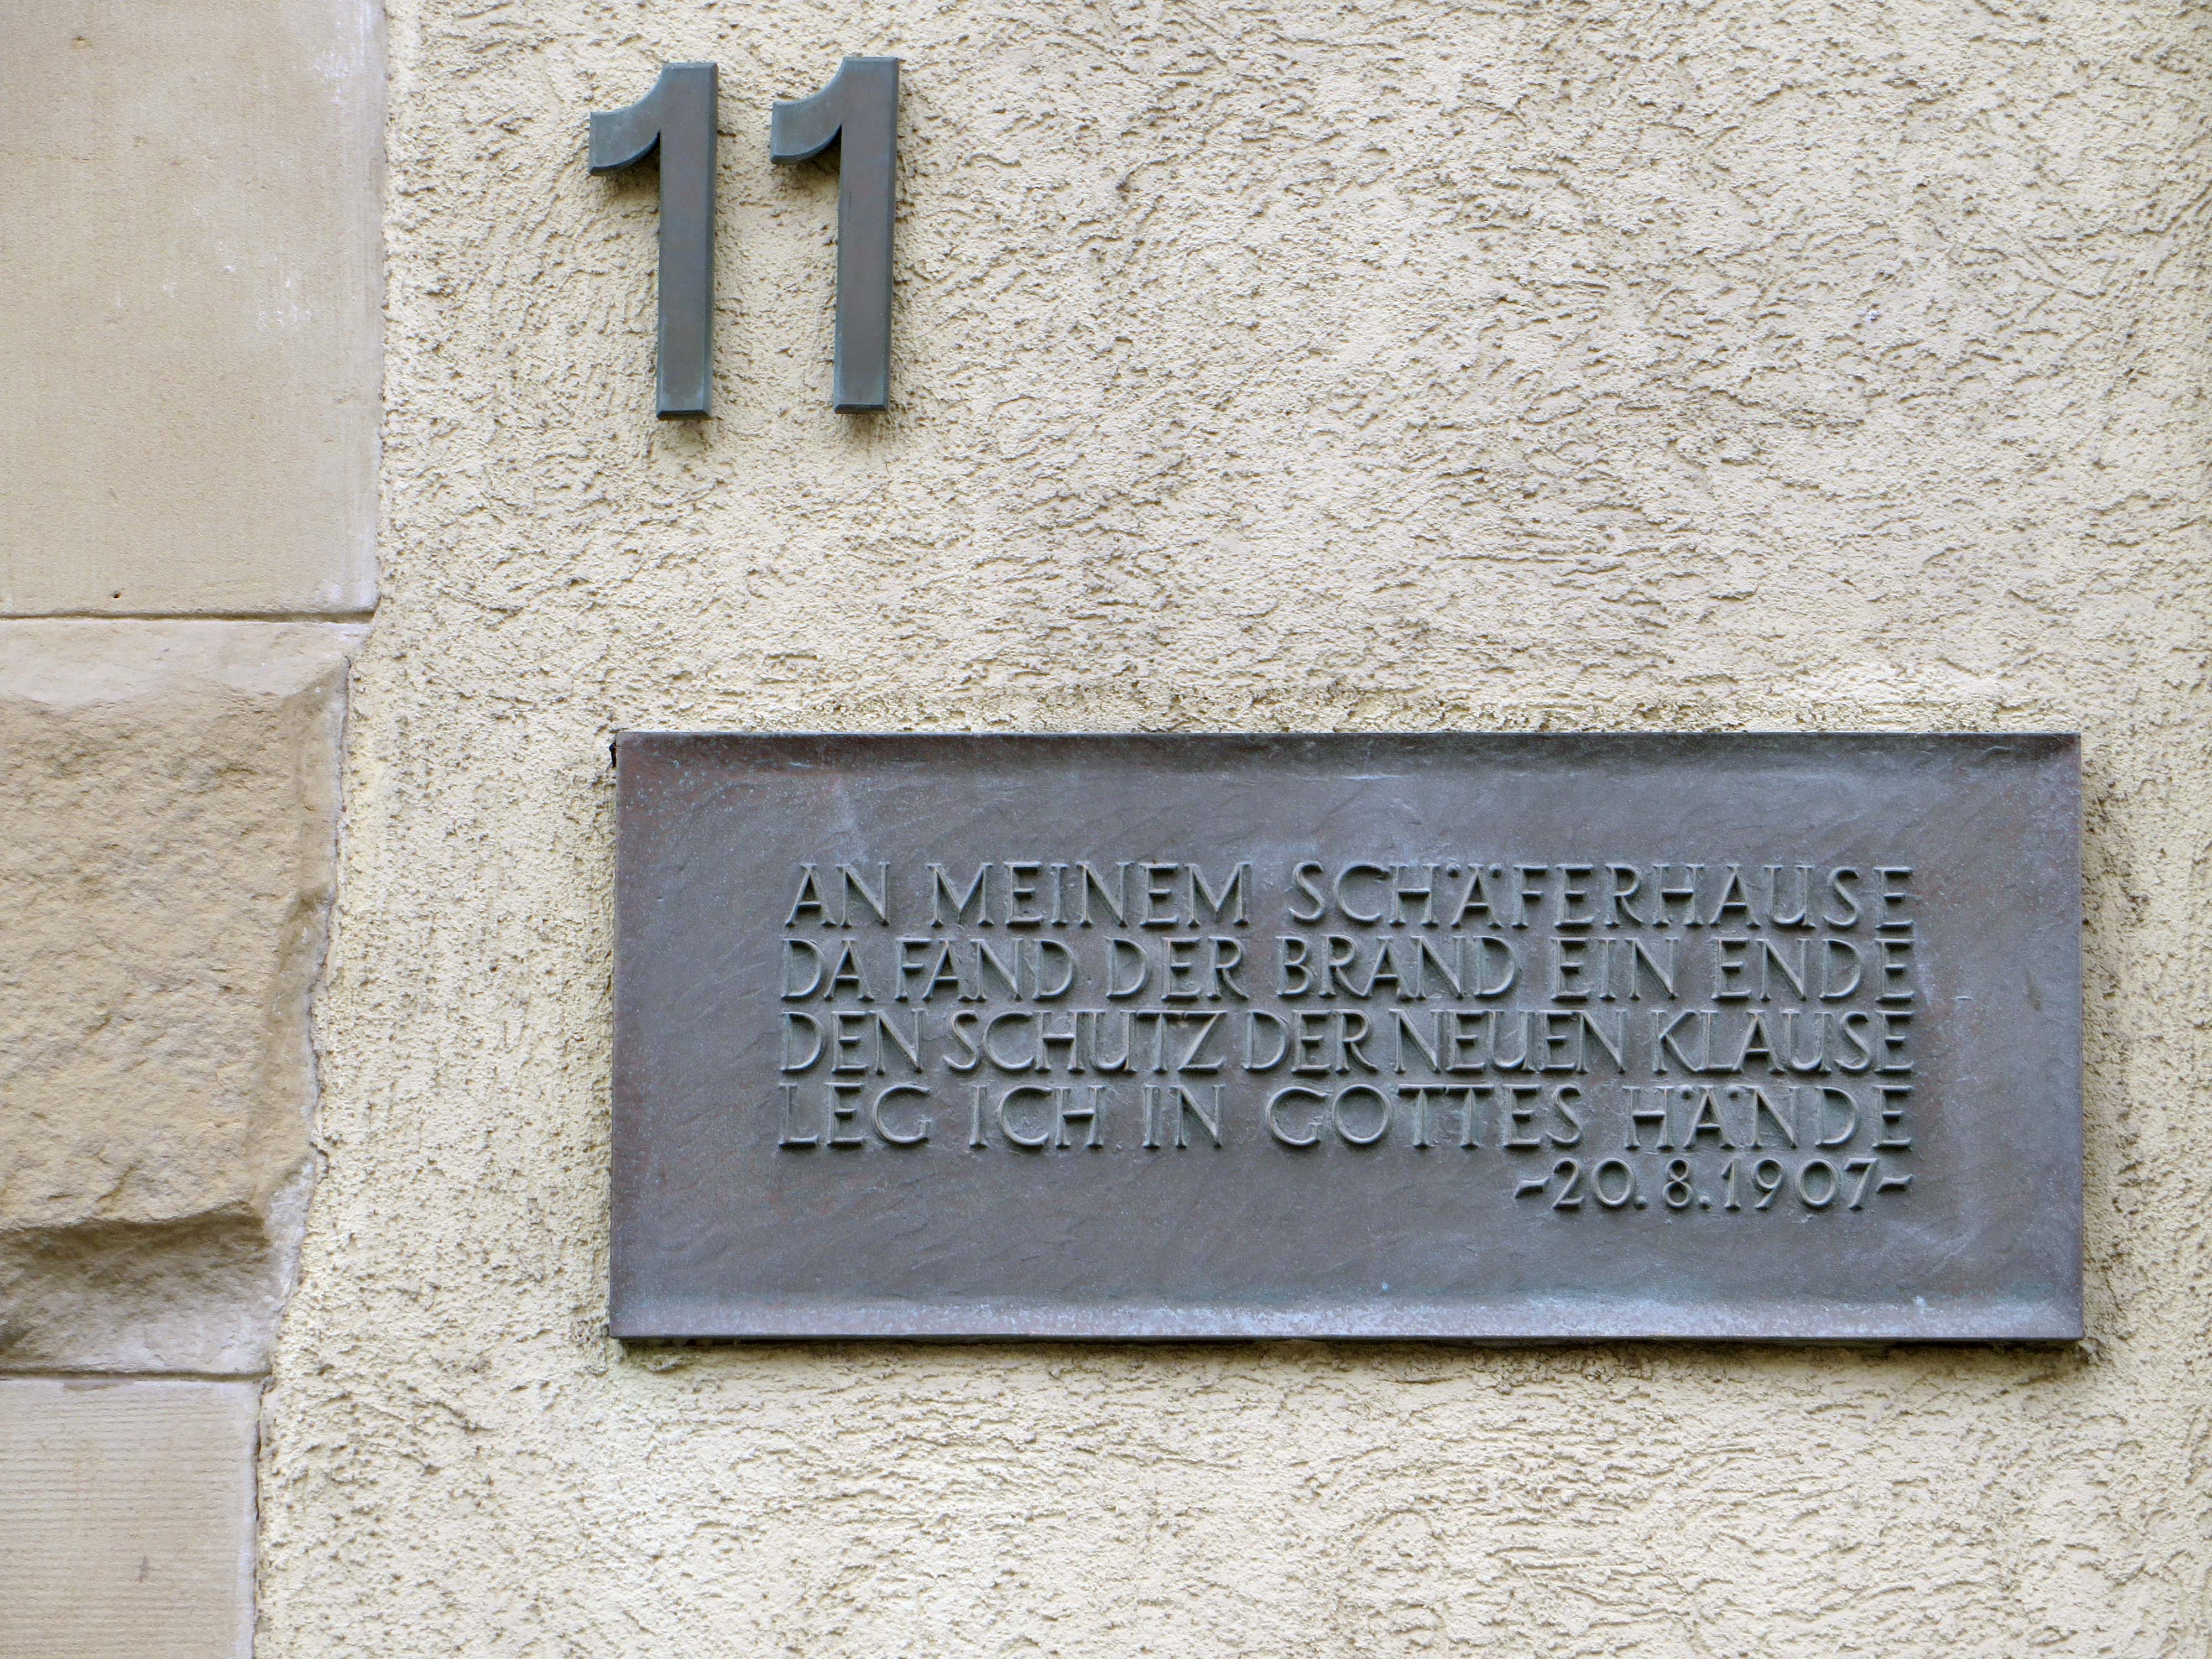 11
AN MEINEM SCHÄFERHAUSE
DA FAND DER BRAND EIN ENDE
DEN SCHUTZ DER NEUEN KLAUSE
LEG ICH IN GOTTES HÄNDE
-20.8.1907-